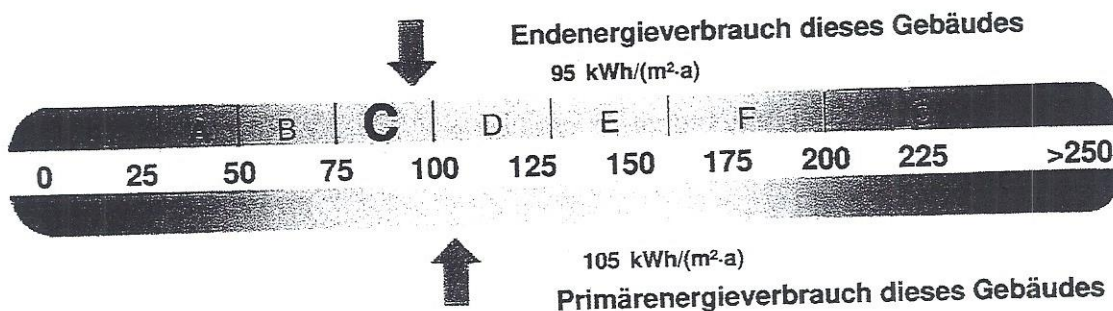 Endenergieverbrauch dieses Gebäudes
95 kWh/(m²·a)
A B C D E F G
0 25 50 75 100 125 150 175 200 225 >250
105 kWh/(m²·a)
Primärenergieverbrauch dieses Gebäudes